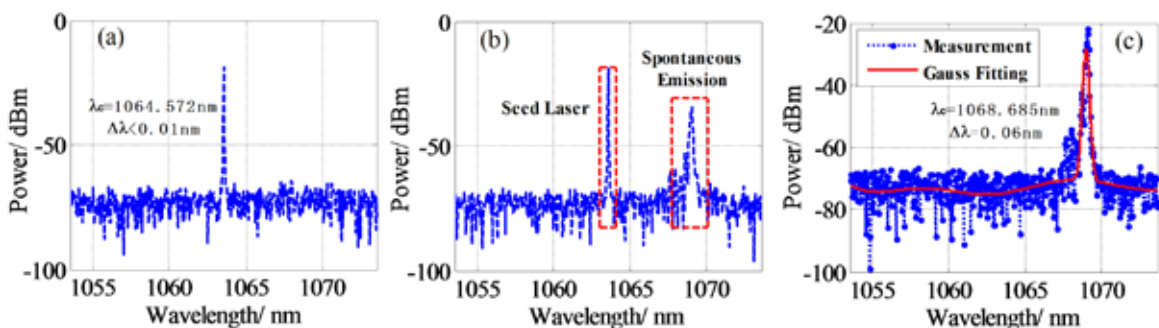 (a)
λc=1064.572nm
Δλ<0.01nm
Power/ dBm
0
-50
-100
1055 1060 1065 1070
Wavelength/ nm
(b)
Spontaneous
Emission
Seed Laser
Power/ dBm
0
-50
-100
1055 1060 1065 1070
Wavelength/ nm
(c)
Measurement
Gauss Fitting
λc=1068.685nm
Δλ=0.06nm
Power/ dBm
-20
-40
-60
-80
-100
1060 1070
Wavelength/ nm